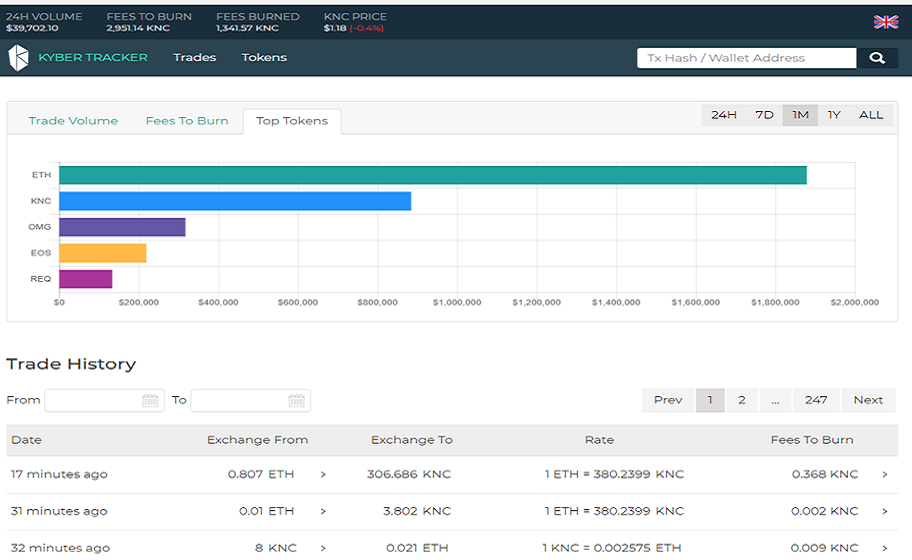 24H VOLUME FEES TO BURN FEES BURNED KNC PRICE
$39,702.10 2,951.14 KNC 1,341.57 KNC $1.18 (-0.4%)
KYBER TRACKER Trades Tokens Tx Hash / Wallet Address
Trade Volume Fees To Burn Top Tokens 24H 7D 1M 1Y ALL
ETH
KNC
OMG
EOS
REQ
$0 $200,000 $400,000 $600,000 $800,000 $1,000,000 $1,200,000 $1,400,000 $1,600,000 $1,800,000 $2,000,000
Trade History
From To Prev 1 2 ... 247 Next
Date Exchange From Exchange To Rate Fees To Burn
17 minutes ago 0.807 ETH > 306.686 KNC 1 ETH = 380.2399 KNC 0.368 KNC >
31 minutes ago 0.01 ETH > 3.802 KNC 1 ETH = 380.2399 KNC 0.002 KNC >
32 minutes ago 8 KNC > 0.021 ETH 1 KNC = 0.002575 ETH 0.009 KNC >